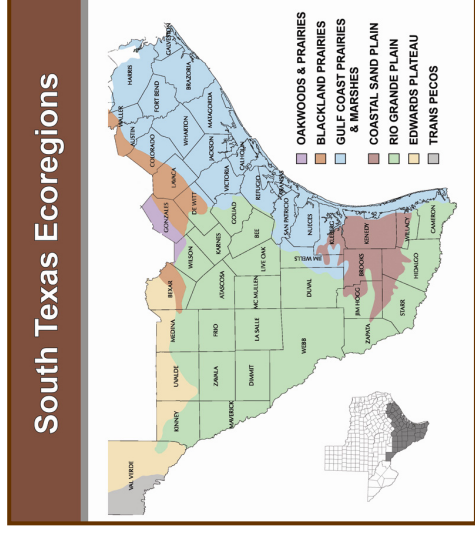 South Texas Ecoregions
HARRIS
GALVESTON
WALLER
AUSTIN
FORT BEND
BRAZORIA
COLORADO
WHARTON
MATAGORDA
LAVACA
JACKSON
GONZALES
DE WITT
VICTORIA
CALHOUN
GOLIAD
REFUGIO
ARANSAS
WILSON
KARNES
BEE
SAN PATRICIO
BEXAR
ATASCOSA
LIVE OAK
NUECES
JIM WELLS
KLEBERG
MEDINA
FRIO
MC MULLEN
DUVAL
KENEDY
BROOKS
WILLACY
LA SALLE
JIM HOGG
HIDALGO
CAMERON
UVALDE
ZAVALA
DIMMIT
WEBB
ZAPATA
STARR
KINNEY
MAVERICK
VAL VERDE
OAKWOODS & PRAIRIES
BLACKLAND PRAIRIES
GULF COAST PRAIRIES
& MARSHES
COASTAL SAND PLAIN
RIO GRANDE PLAIN
EDWARDS PLATEAU
TRANS PECOS